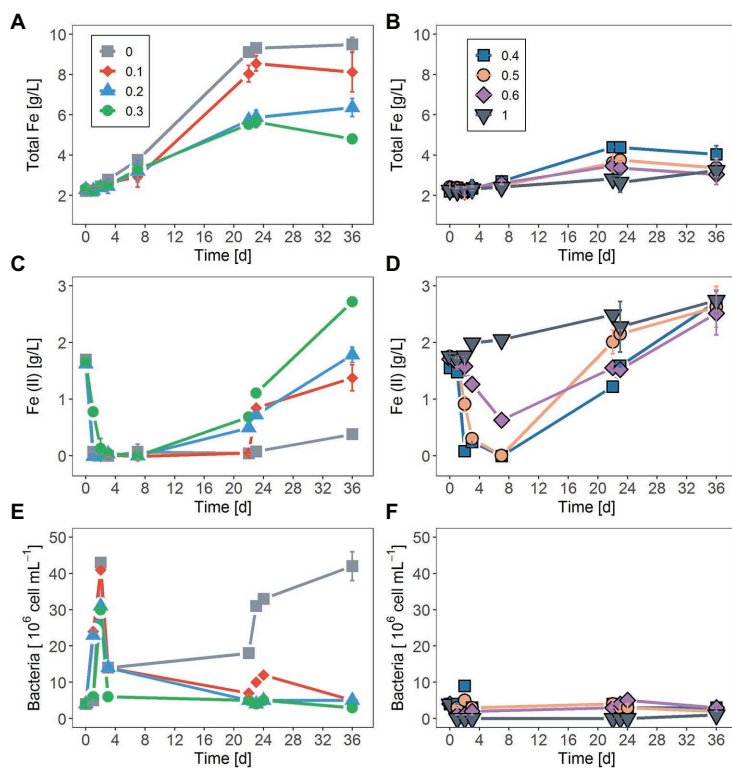 A
B
Total Fe [g/L]
10
8
6
4
2
0
0.1
0.2
0.3
0 4 8 12 16 20 24 28 32 36
Time [d]
Total Fe [g/L]
10
8
6
4
2
0.4
0.5
0.6
1
0 4 8 12 16 20 24 28 32 36
Time [d]
C
D
Fe (II) [g/L]
3
2
1
0
0 4 8 12 16 20 24 28 32 36
Time [d]
Fe (II) [g/L]
3
2
1
0
0 4 8 12 16 20 24 28 32 36
Time [d]
E
F
Bacteria [ 10⁶ cell mL⁻¹]
50
40
30
20
10
0
0 4 8 12 16 20 24 28 32 36
Time [d]
Bacteria [ 10⁶ cell mL⁻¹]
50
40
30
20
10
0
0 4 8 12 16 20 24 28 32 36
Time [d]